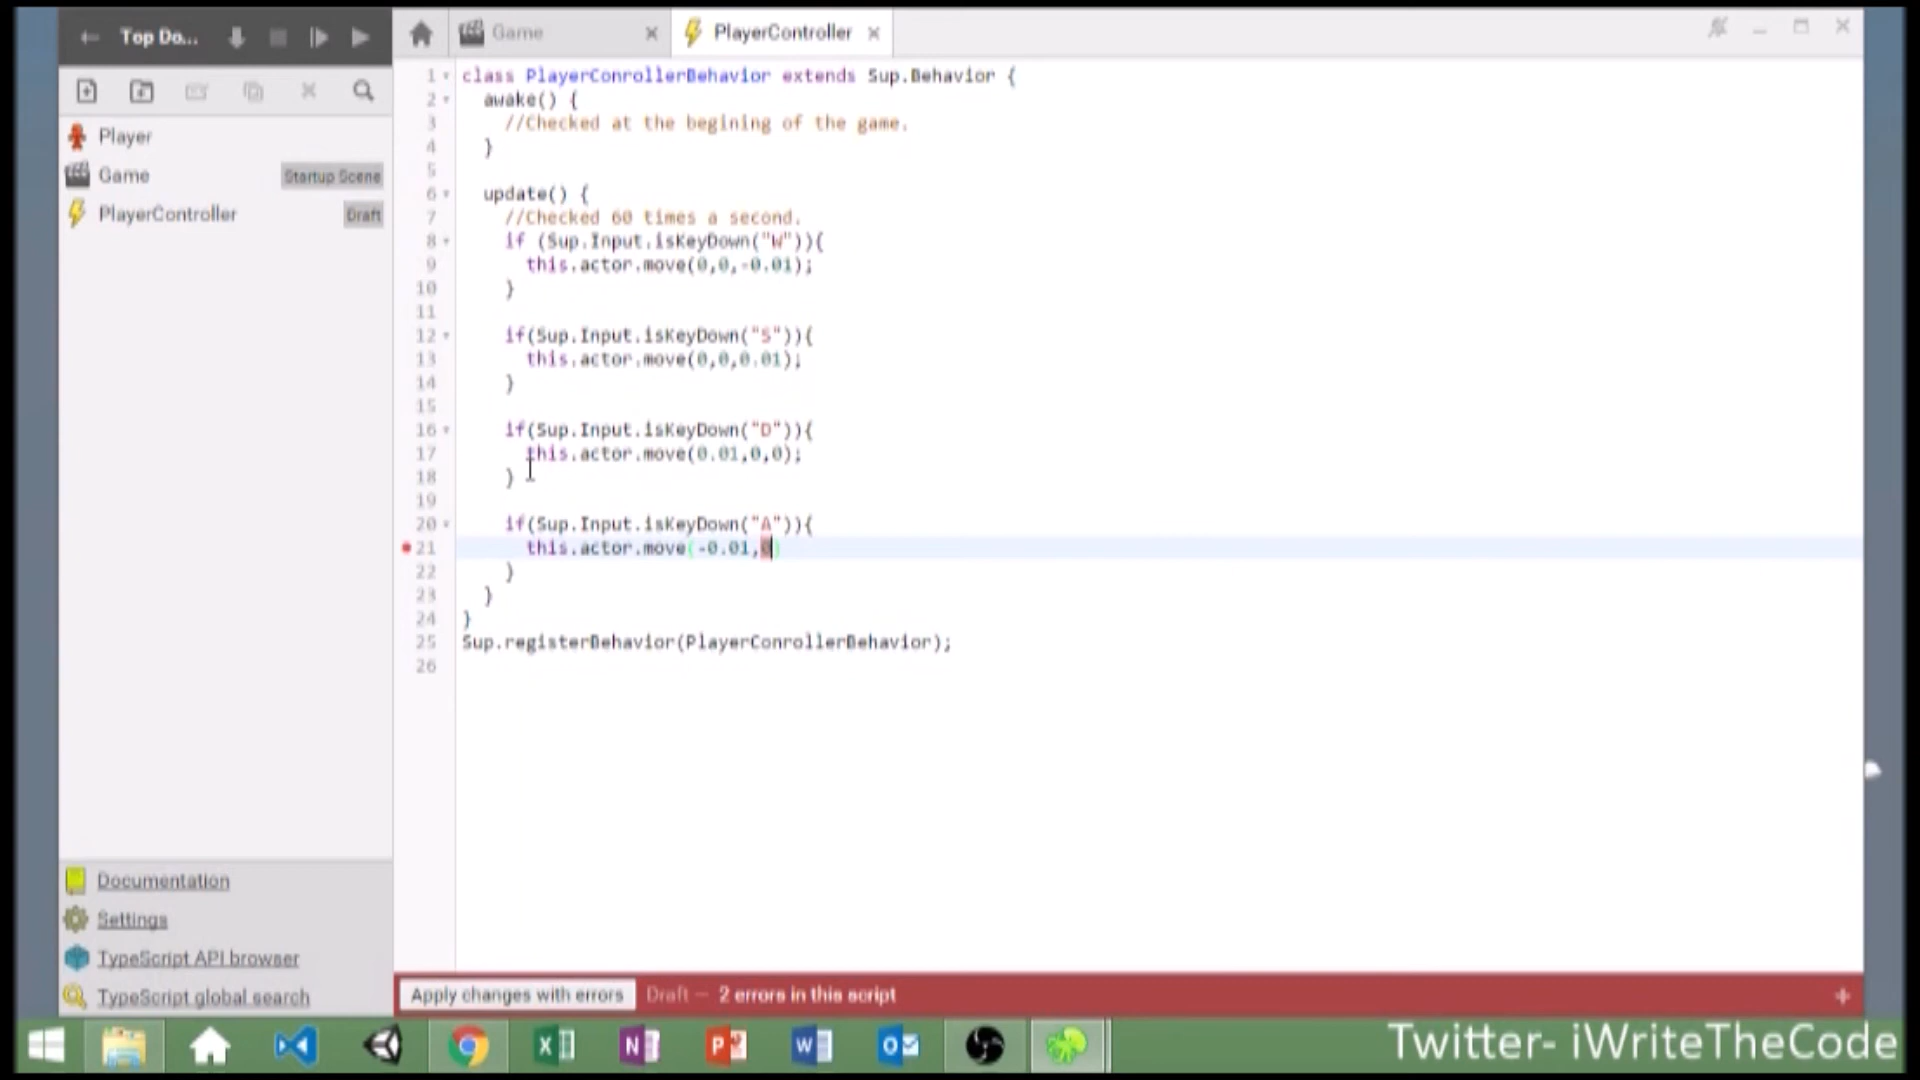 Top Do...
Game
PlayerController
Player
Game
Startup Scene
PlayerController
Draft
1 class PlayerConrollerBehavior extends Sup.Behavior {
2 awake() {
3 //Checked at the begining of the game.
4 }
5
6 update() {
7 //Checked 60 times a second.
8 if (Sup.Input.isKeyDown("W")){
9 this.actor.move(0,0,-0.01);
10 }
11
12 if(Sup.Input.isKeyDown("S")){
13 this.actor.move(0,0,0.01);
14 }
15
16 if(Sup.Input.isKeyDown("D")){
17 this.actor.move(0.01,0,0);
18 }
19
20 if(Sup.Input.isKeyDown("A")){
21 this.actor.move(-0.01,0)
22 }
23 }
24 }
25 Sup.registerBehavior(PlayerConrollerBehavior);
26
Documentation
Settings
TypeScript API browser
TypeScript global search
Apply changes with errors
Draft — 2 errors in this script
Twitter- iWriteTheCode